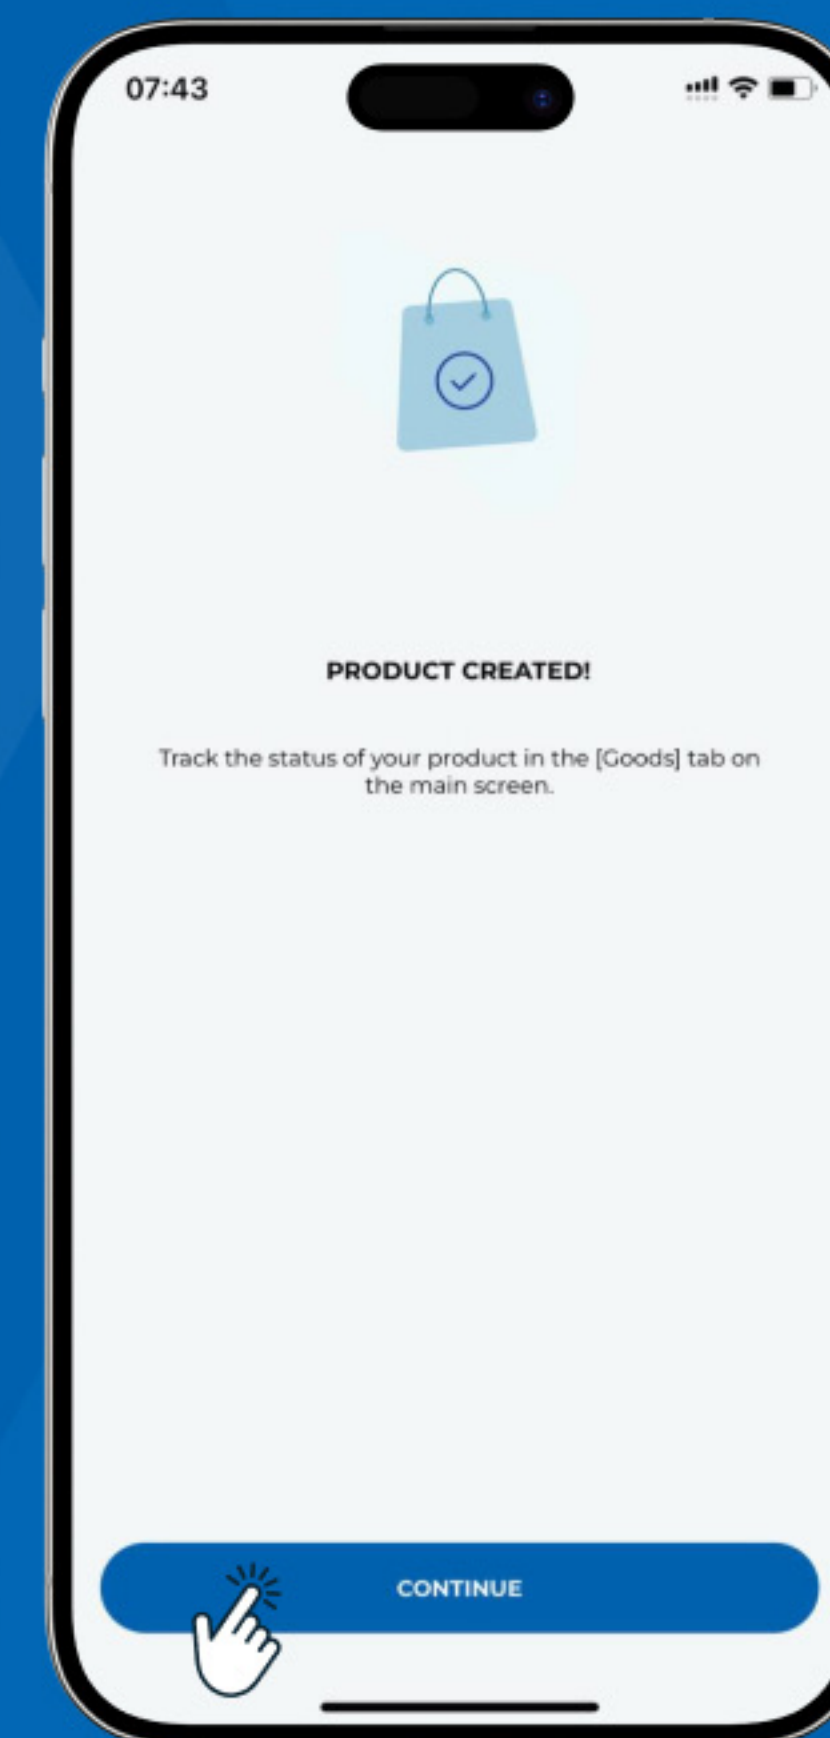 07:43
PRODUCT CREATED!
Track the status of your product in the [Goods] tab on
the main screen.
CONTINUE